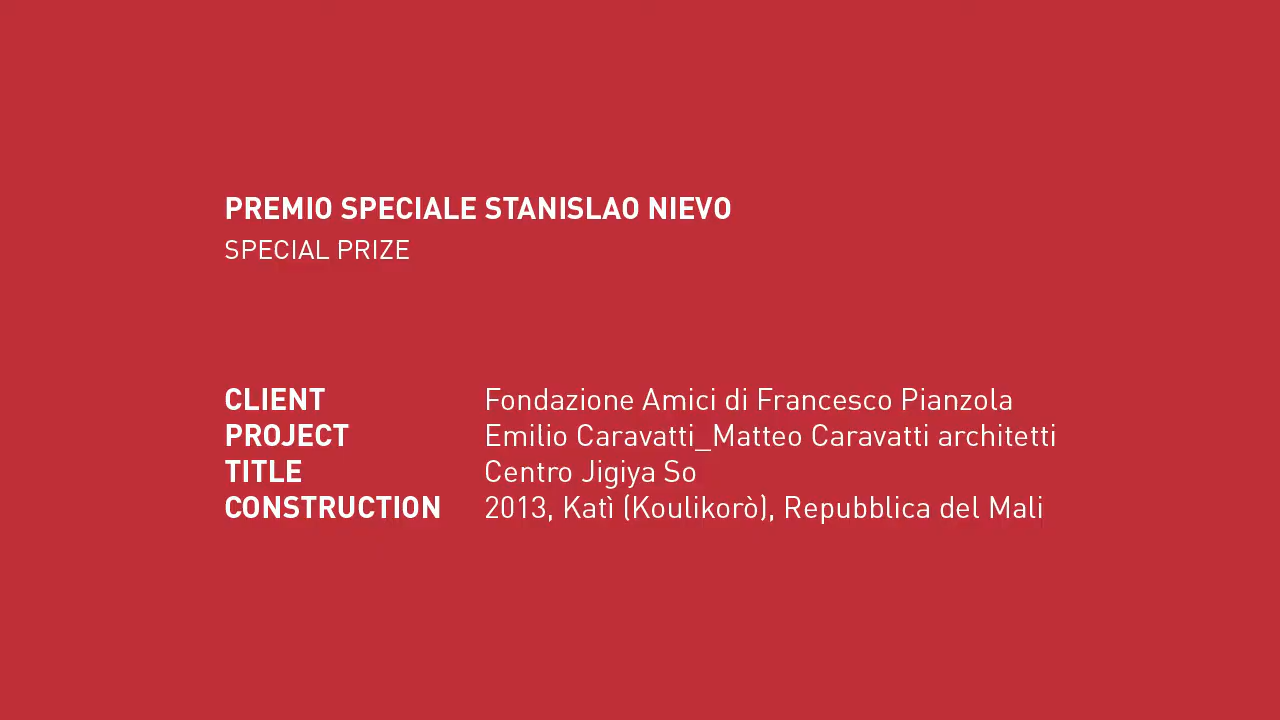 PREMIO SPECIALE STANISLAO NIEVO
SPECIAL PRIZE
CLIENT Fondazione Amici di Francesco Pianzola
PROJECT Emilio Caravatti_Matteo Caravatti architetti
TITLE Centro Jigiya So
CONSTRUCTION 2013, Katì (Koulikorò), Repubblica del Mali